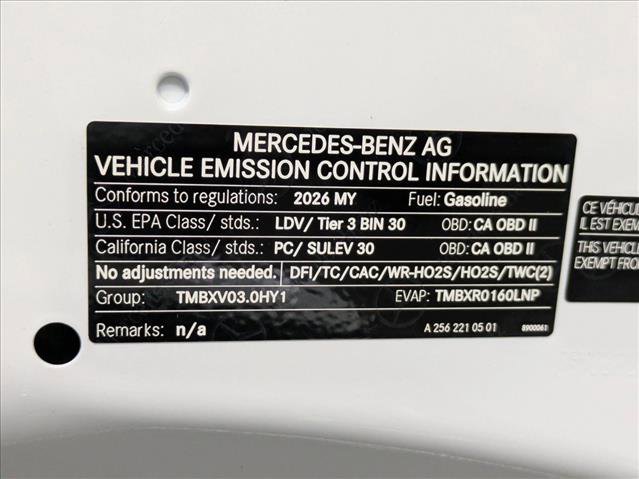 MERCEDES-BENZ AG
VEHICLE EMISSION CONTROL INFORMATION
Conforms to regulations: 2026 MY Fuel: Gasoline
U.S. EPA Class/ stds.: LDV/ Tier 3 BIN 30 OBD: CA OBD II
California Class/ stds.: PC/ SULEV 30 OBD: CA OBD II
No adjustments needed. DFI/TC/CAC/WR-HO2S/HO2S/TWC(2)
Group: TMBXV03.0HY1 EVAP: TMBXR0160LNP
Remarks: n/a A 256 221 05 01 8900061
CE VÉHICU
IL EST EXEM
THIS VEHICL
EXEMPT FRO